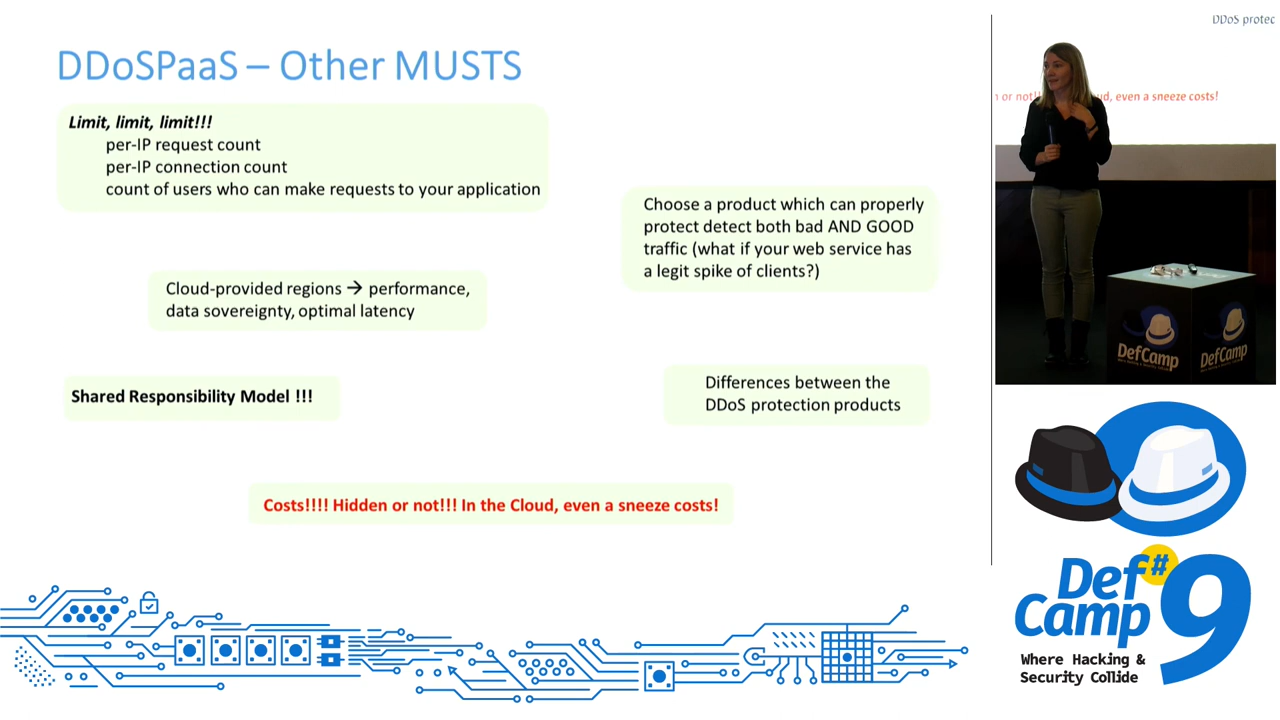 DDoSPaaS – Other MUSTS
Limit, limit, limit!!!
per-IP request count
per-IP connection count
count of users who can make requests to your application
Choose a product which can properly
protect detect both bad AND GOOD
traffic (what if your web service has
a legit spike of clients?)
Cloud-provided regions → performance,
data sovereignty, optimal latency
Shared Responsibility Model !!!
Differences between the
DDoS protection products
Costs!!!! Hidden or not!!! In the Cloud, even a sneeze costs!
DDoS protec
n or not!
ud, even a sneeze costs!
DefCamp
DefCamp
Def
Camp
#
9
Where Hacking &
Security Collide